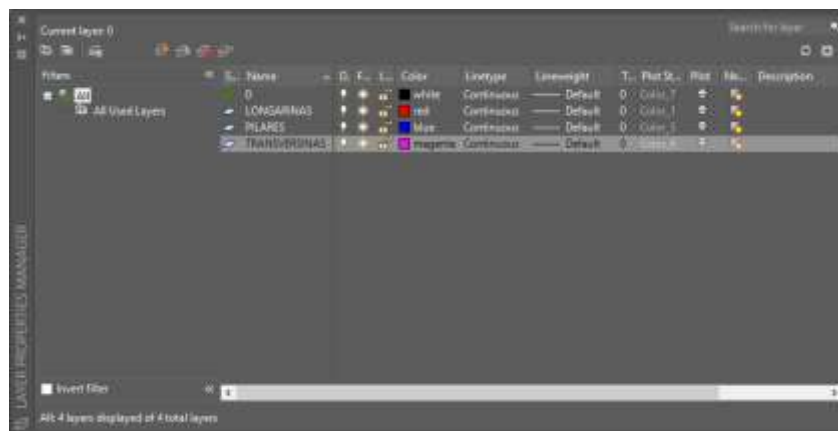 Current layer: 0
Search for layer
Filters
S.. Name O. F... L... Color Linetype Lineweight T... Plot St... Plot Ne... Description
All
0 white Continuous Default 0 Color_7
All Used Layers
LONGARINAS red Continuous Default 0 Color_1
PILARES blue Continuous Default 0 Color_5
TRANSVERSINAS magenta Continuous Default 0 Color_6
LAYER PROPERTIES MANAGER
Invert filter
All: 4 layers displayed of 4 total layers